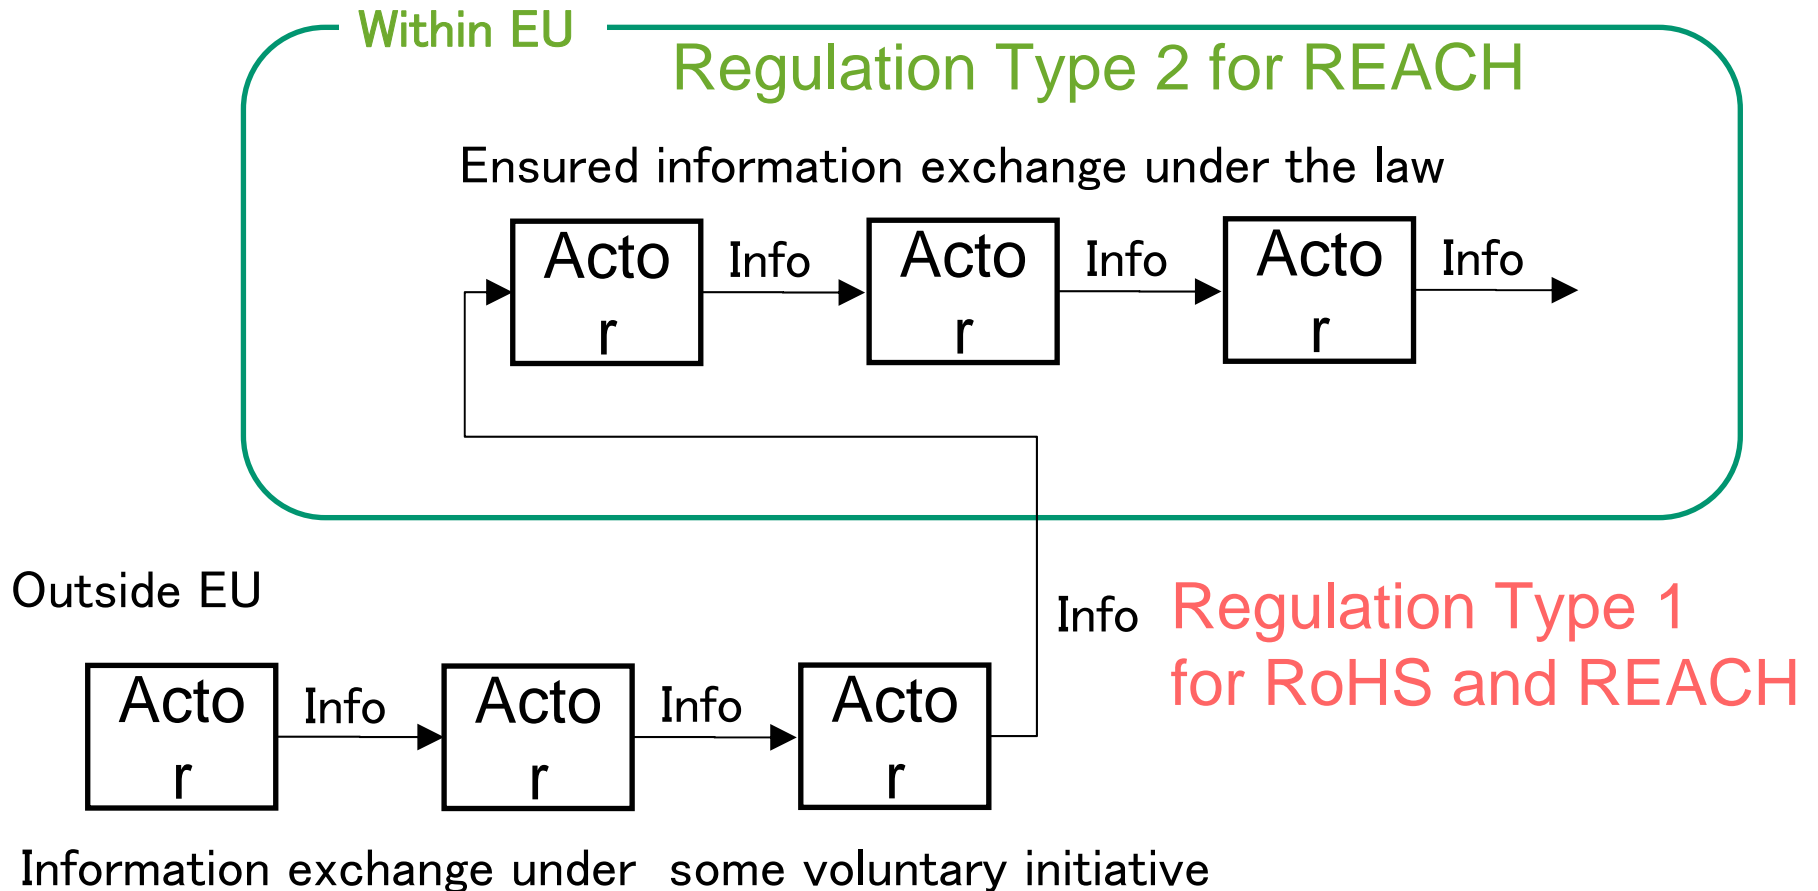 Within EU
Regulation Type 2 for REACH
Ensured information exchange under the law
Acto
r
Info
Acto
r
Info
Acto
r
Info
Outside EU
Info
Regulation Type 1
for RoHS and REACH
Acto
r
Info
Acto
r
Info
Acto
r
Information exchange under some voluntary initiative